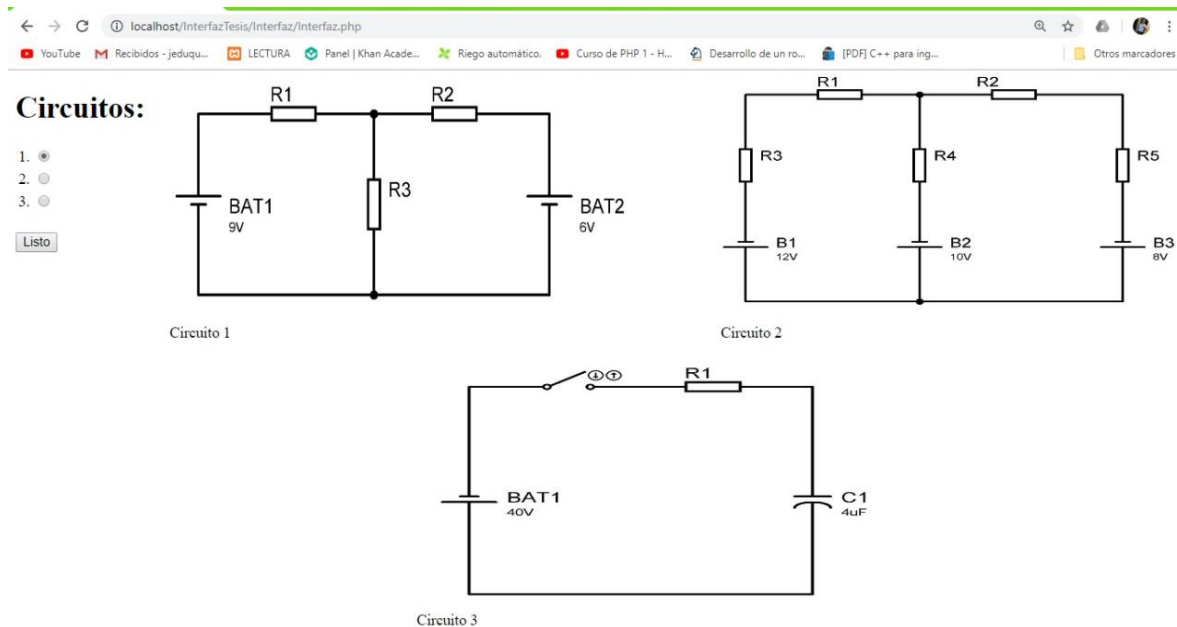 localhost/InterfazTesis/Interfaz/Interfaz.php
YouTube Recibidos - jeduqu... LECTURA Panel | Khan Acade... Riego automático. Curso de PHP 1 - H... Desarrollo de un ro... [PDF] C++ para ing... Otros marcadores
Circuitos:
1.
2.
3.
Listo
R1 R2
R3
BAT1
9V
BAT2
6V
Circuito 1
R1 R2
R3 R4 R5
B1 B2 B3
12V 10V 8V
Circuito 2
R1
BAT1
40V
C1
4uF
Circuito 3